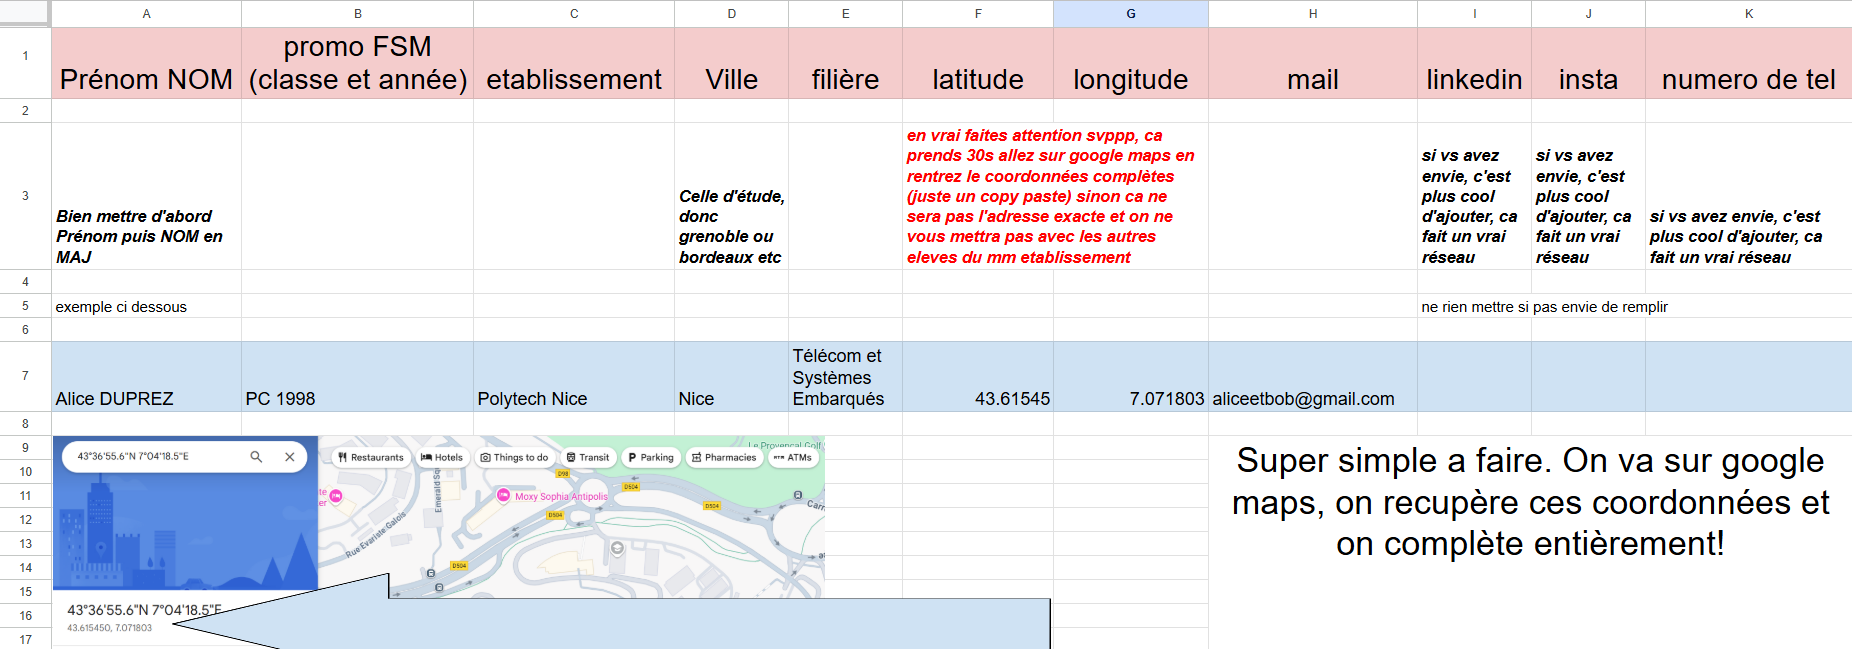 A B C D E F G H I J K
1
Prénom NOM
promo FSM
(classe et année)
etablissement
Ville
filière
latitude
longitude
mail
linkedin
insta
numero de tel
2
3
Bien mettre d'abord
Prénom puis NOM en
MAJ
Celle d'étude,
donc
grenoble ou
bordeaux etc
en vrai faites attention svppp, ca
prends 30s allez sur google maps en
rentrez le coordonnées complètes
(juste un copy paste) sinon ca ne
sera pas l'adresse exacte et on ne
vous mettra pas avec les autres
eleves du mm etablissement
si vs avez
envie, c'est
plus cool
d'ajouter, ca
fait un vrai
réseau
si vs avez
envie, c'est
plus cool
d'ajouter, ca
fait un vrai
réseau
si vs avez envie, c'est
plus cool d'ajouter, ca
fait un vrai réseau
4
5
exemple ci dessous
ne rien mettre si pas envie de remplir
6
7
Alice DUPREZ
PC 1998
Polytech Nice
Nice
Télécom et
Systèmes
Embarqués
43.61545
7.071803
aliceetbob@gmail.com
8
9
10
11
12
13
14
15
16
17
43°36'55.6"N 7°04'18.5"E
Restaurants
Hotels
Things to do
Transit
Parking
Pharmacies
ATMs
Le Provençal Golf
D98
D504
D504
D504
D504
Emerald Sq
Moxy Sophia Antipolis
Rue Evariste Galois
43°36'55.6"N 7°04'18.5"E
43.615450, 7.071803
Super simple a faire. On va sur google
maps, on recupère ces coordonnées et
on complète entièrement!